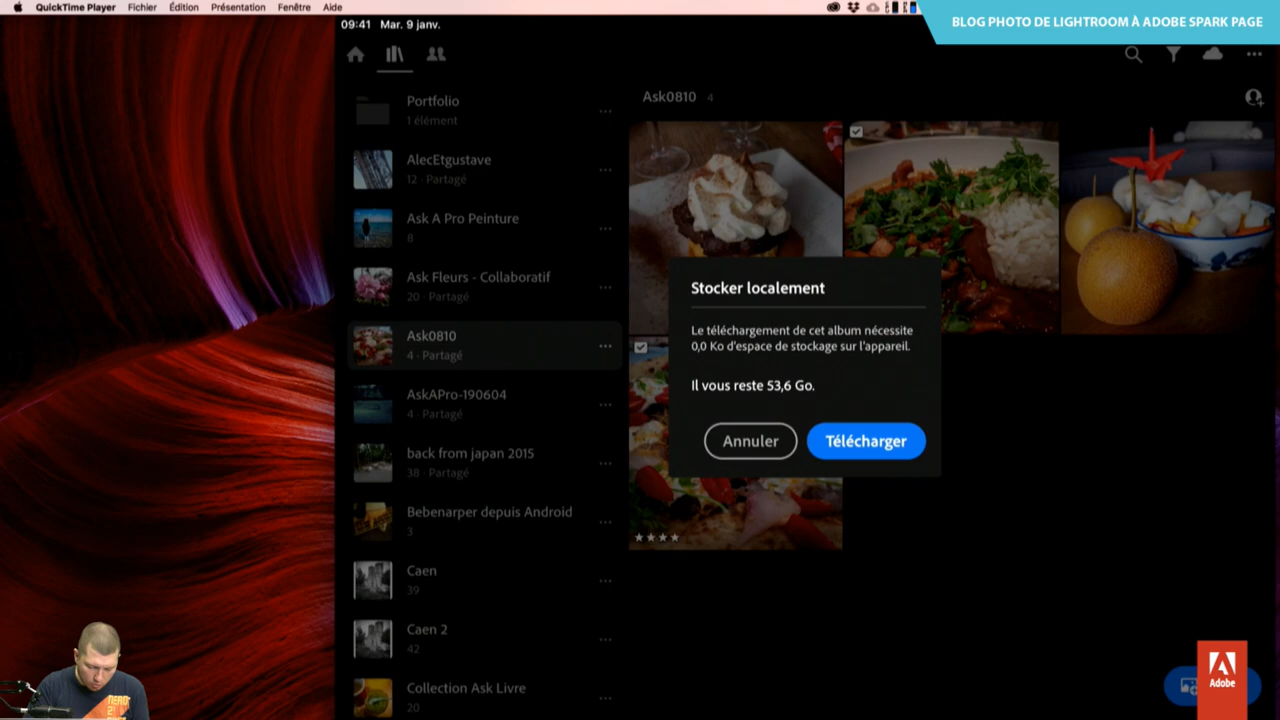 QuickTime Player Fichier Édition Présentation Fenêtre Aide
BLOG PHOTO DE LIGHTROOM À ADOBE SPARK PAGE
09:41 Mar. 9 janv.
Portfolio
1 élément
AlecEtgustave
12 · Partagé
Ask A Pro Peinture
8
Ask Fleurs - Collaboratif
20 · Partagé
Ask0810
4 · Partagé
AskAPro-190604
4 · Partagé
back from japan 2015
38 · Partagé
Bebenarper depuis Android
3
Caen
39
Caen 2
42
Collection Ask Livre
20
Ask0810 4
Stocker localement
Le téléchargement de cet album nécessite
0,0 Ko d'espace de stockage sur l'appareil.
Il vous reste 53,6 Go.
Annuler Télécharger
Adobe